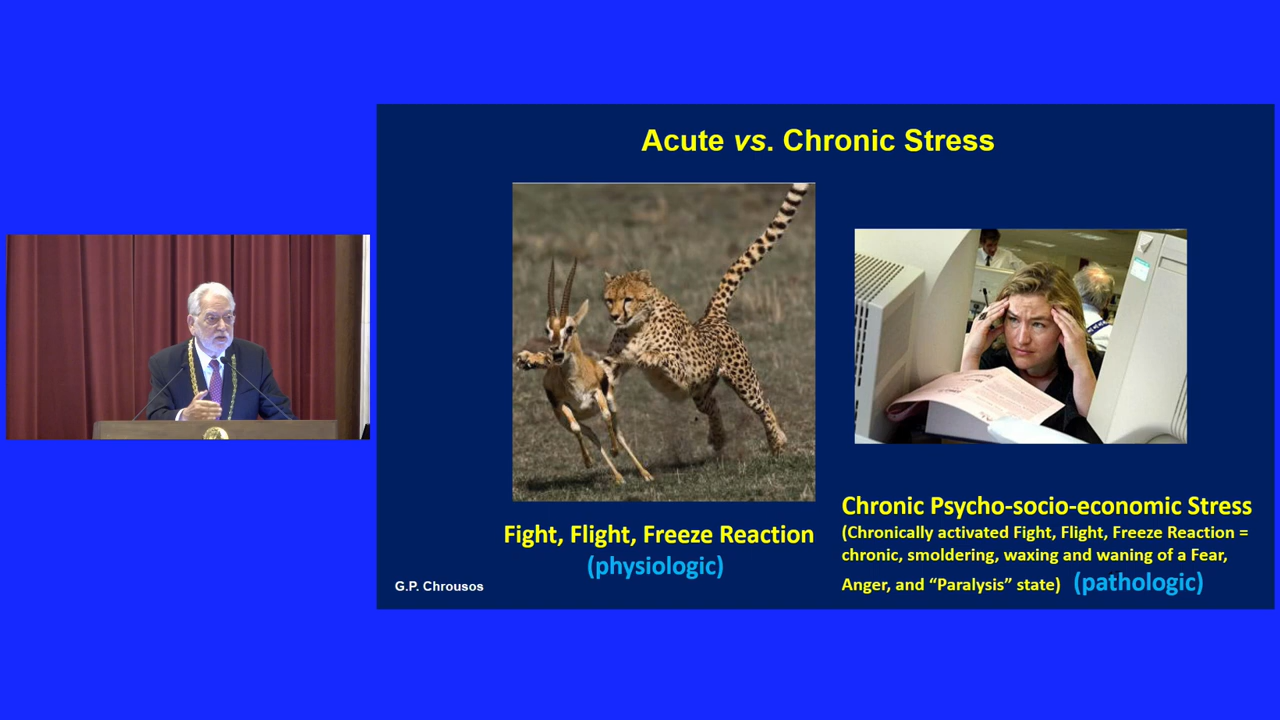 Acute vs. Chronic Stress
Fight, Flight, Freeze Reaction
(physiologic)
Chronic Psycho-socio-economic Stress
(Chronically activated Fight, Flight, Freeze Reaction =
chronic, smoldering, waxing and waning of a Fear,
Anger, and “Paralysis” state) (pathologic)
G.P. Chrousos